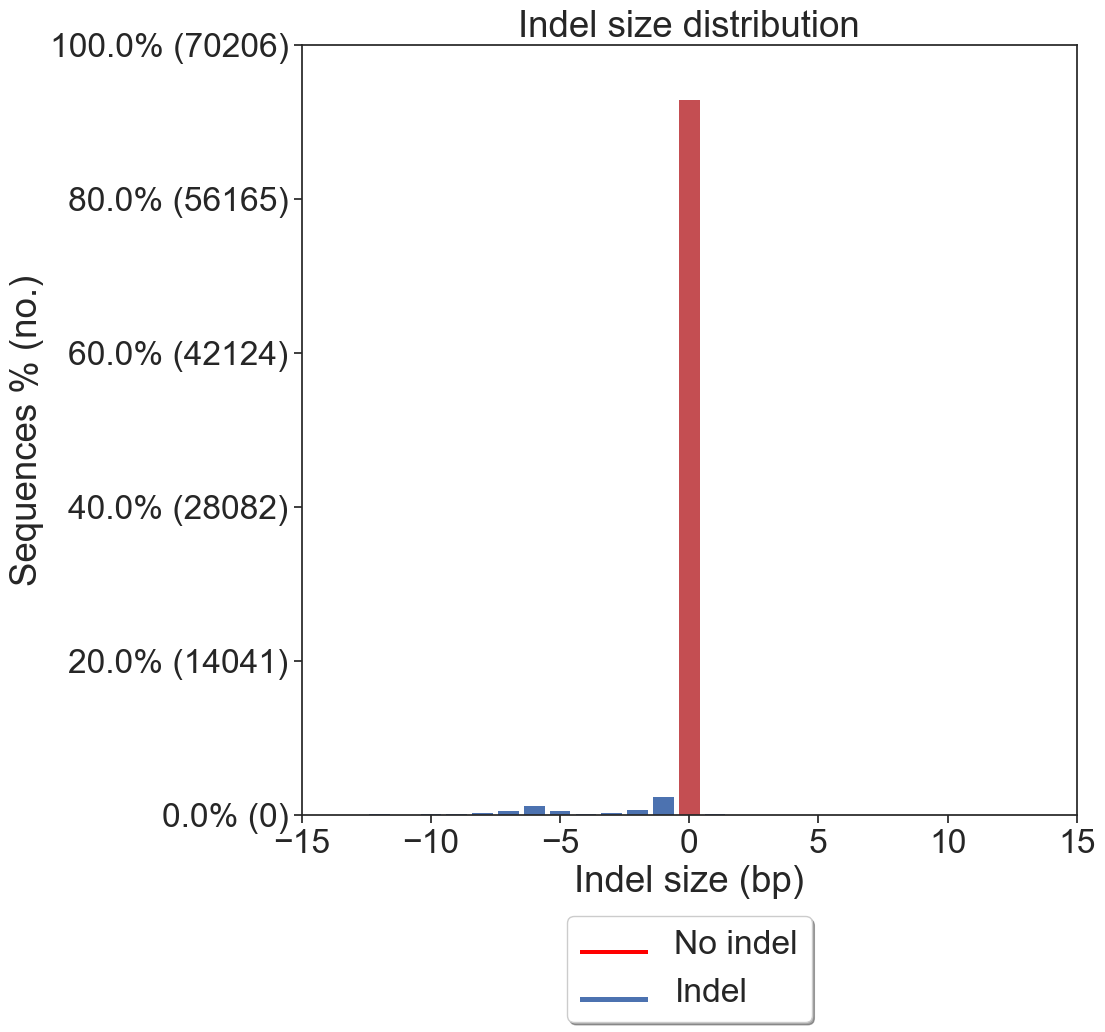 Indel size distribution
100.0% (70206)
80.0% (56165)
60.0% (42124)
40.0% (28082)
20.0% (14041)
0.0% (0)
Sequences % (no.)
−15 −10 −5 0 5 10 15
Indel size (bp)
No indel
Indel